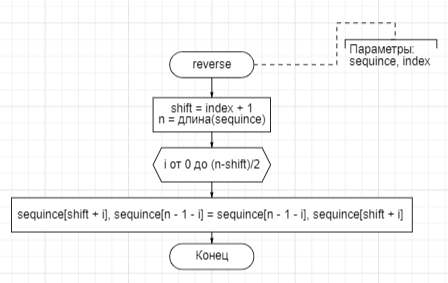 reverse
Параметры:
sequince, index
shift = index + 1
n = длина(sequince)
i от 0 до (n-shift)/2
sequince[shift + i], sequince[n - 1 - i] = sequince[n - 1 - i], sequince[shift + i]
Конец